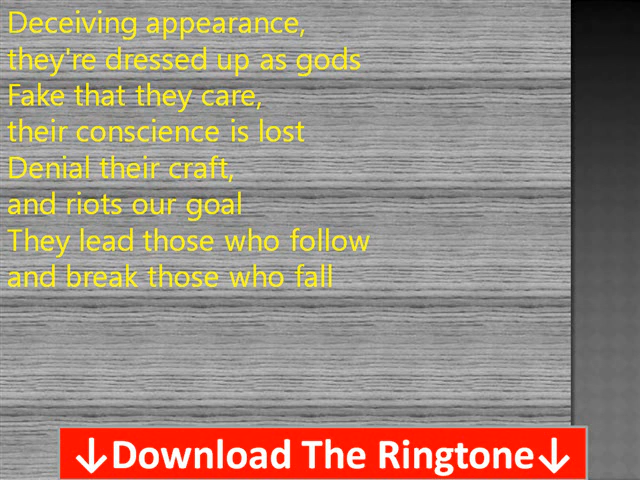 Deceiving appearance,
they're dressed up as gods
Fake that they care,
their conscience is lost
Denial their craft,
and riots our goal
They lead those who follow
and break those who fall
↓Download The Ringtone↓